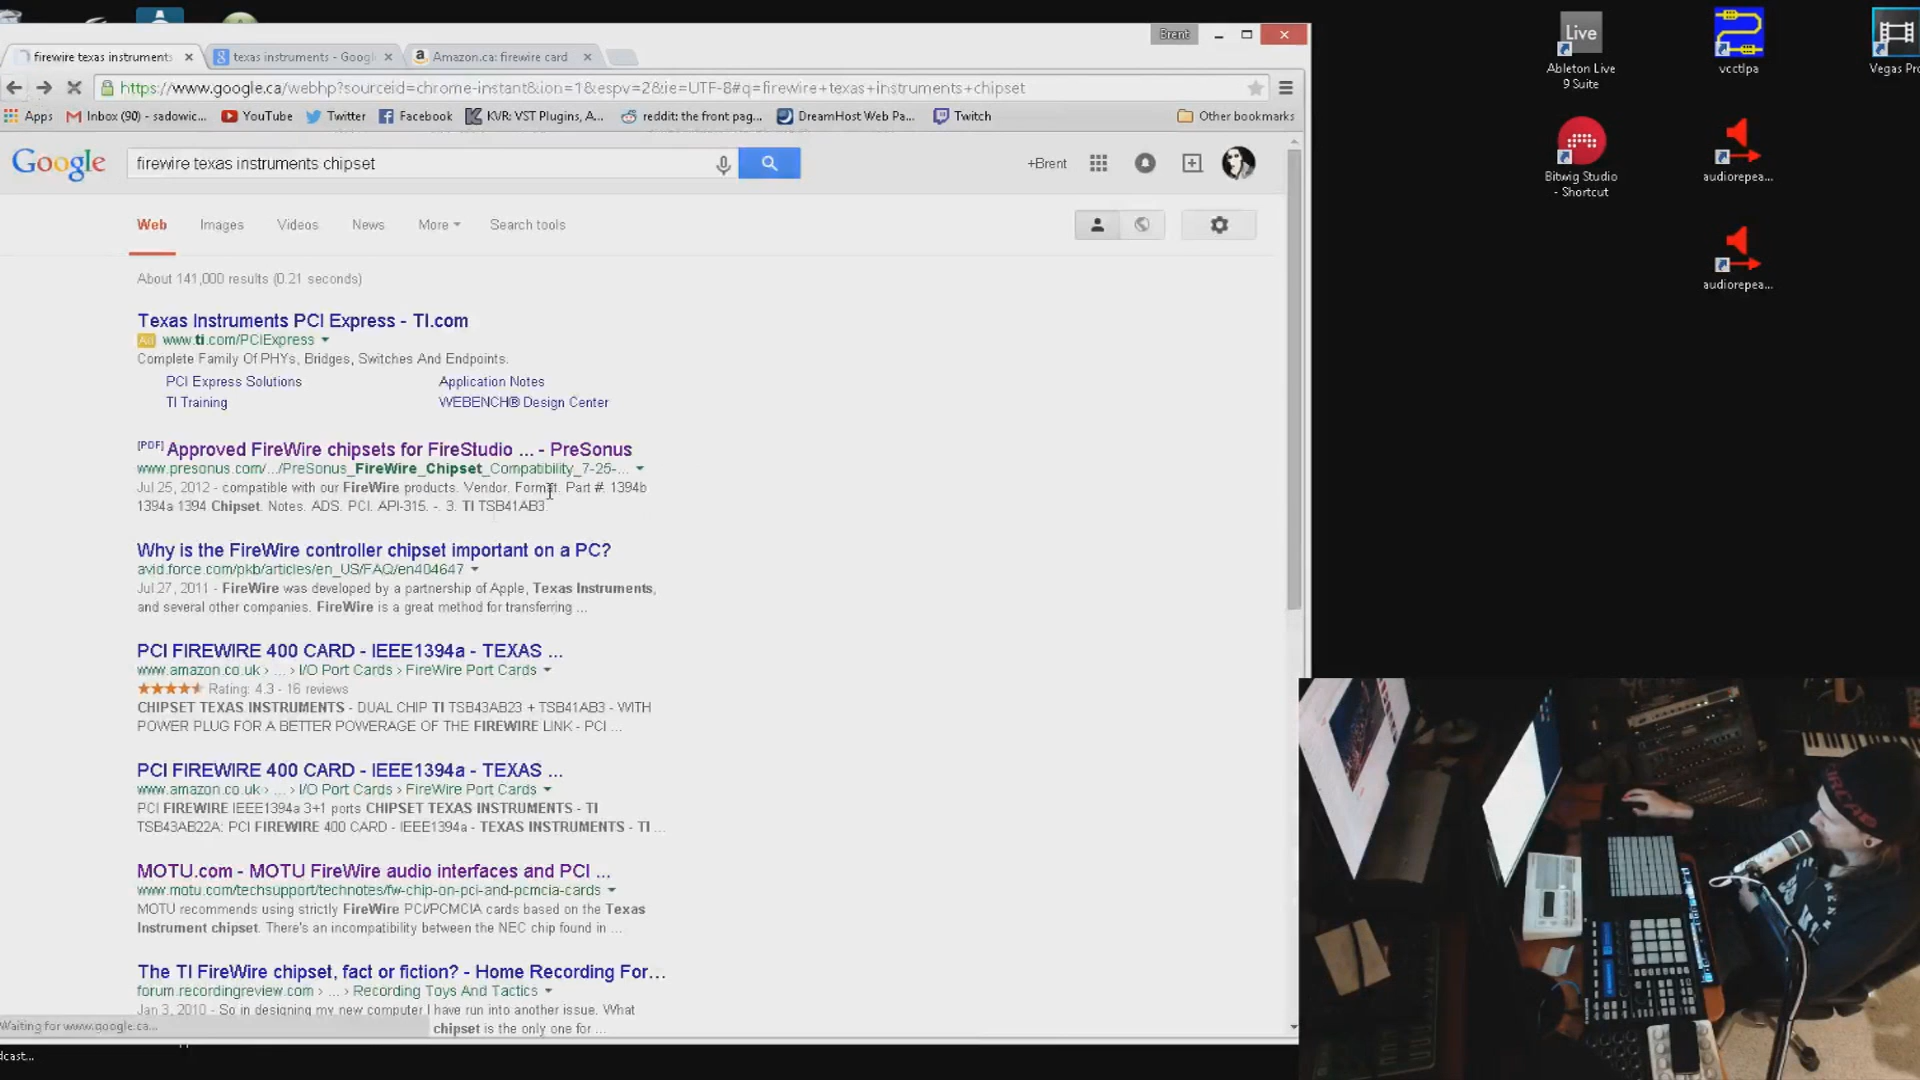 Brent
firewire texas instruments
texas instruments - Googl
Amazon.ca: firewire card
https://www.google.ca/webhp?sourceid=chrome-instant&ion=1&espv=2&ie=UTF-8#q=firewire+texas+instruments+chipset
Apps
Inbox (90) - sadowic...
YouTube
Twitter
Facebook
KVR: VST Plugins, A...
reddit: the front pag...
DreamHost Web Pa...
Twitch
Other bookmarks
Google
firewire texas instruments chipset
+Brent
Web
Images
Videos
News
More
Search tools
About 141,000 results (0.21 seconds)
Texas Instruments PCI Express - TI.com
Ad www.ti.com/PCIExpress
Complete Family Of PHYs, Bridges, Switches And Endpoints.
PCI Express Solutions
Application Notes
TI Training
WEBENCH® Design Center
[PDF] Approved FireWire chipsets for FireStudio ... - PreSonus
www.presonus.com/.../PreSonus_FireWire_Chipset_Compatibility_7-25-...
Jul 25, 2012 - compatible with our FireWire products. Vendor. Format. Part #. 1394b
1394a 1394 Chipset. Notes. ADS. PCI. API-315. -. 3. TI TSB41AB3.
Why is the FireWire controller chipset important on a PC?
avid.force.com/pkb/articles/en_US/FAQ/en404647
Jul 27, 2011 - FireWire was developed by a partnership of Apple, Texas Instruments,
and several other companies. FireWire is a great method for transferring ...
PCI FIREWIRE 400 CARD - IEEE1394a - TEXAS ...
www.amazon.co.uk › ... › I/O Port Cards › FireWire Port Cards
Rating: 4.3 - 16 reviews
CHIPSET TEXAS INSTRUMENTS - DUAL CHIP TI TSB43AB23 + TSB41AB3 - WITH
POWER PLUG FOR A BETTER POWERAGE OF THE FIREWIRE LINK - PCI ...
PCI FIREWIRE 400 CARD - IEEE1394a - TEXAS ...
www.amazon.co.uk › ... › I/O Port Cards › FireWire Port Cards
PCI FIREWIRE IEEE1394a 3+1 ports CHIPSET TEXAS INSTRUMENTS - TI
TSB43AB22A: PCI FIREWIRE 400 CARD - IEEE1394a - TEXAS INSTRUMENTS - TI ...
MOTU.com - MOTU FireWire audio interfaces and PCI ...
www.motu.com/techsupport/technotes/fw-chip-on-pci-and-pcmcia-cards
MOTU recommends using strictly FireWire PCI/PCMCIA cards based on the Texas
Instrument chipset. There's an incompatibility between the NEC chip found in ...
The TI FireWire chipset, fact or fiction? - Home Recording For...
forum.recordingreview.com › ... › Recording Toys And Tactics
Jan 3, 2010 - So in designing my new computer I have run into another issue. What
chipset is the only one for ...
Waiting for www.google.ca...
dcast...
Live
Ableton Live
9 Suite
vcctlpa
Vegas Pro
Bitwig Studio
- Shortcut
audiorepea...
audiorepea...